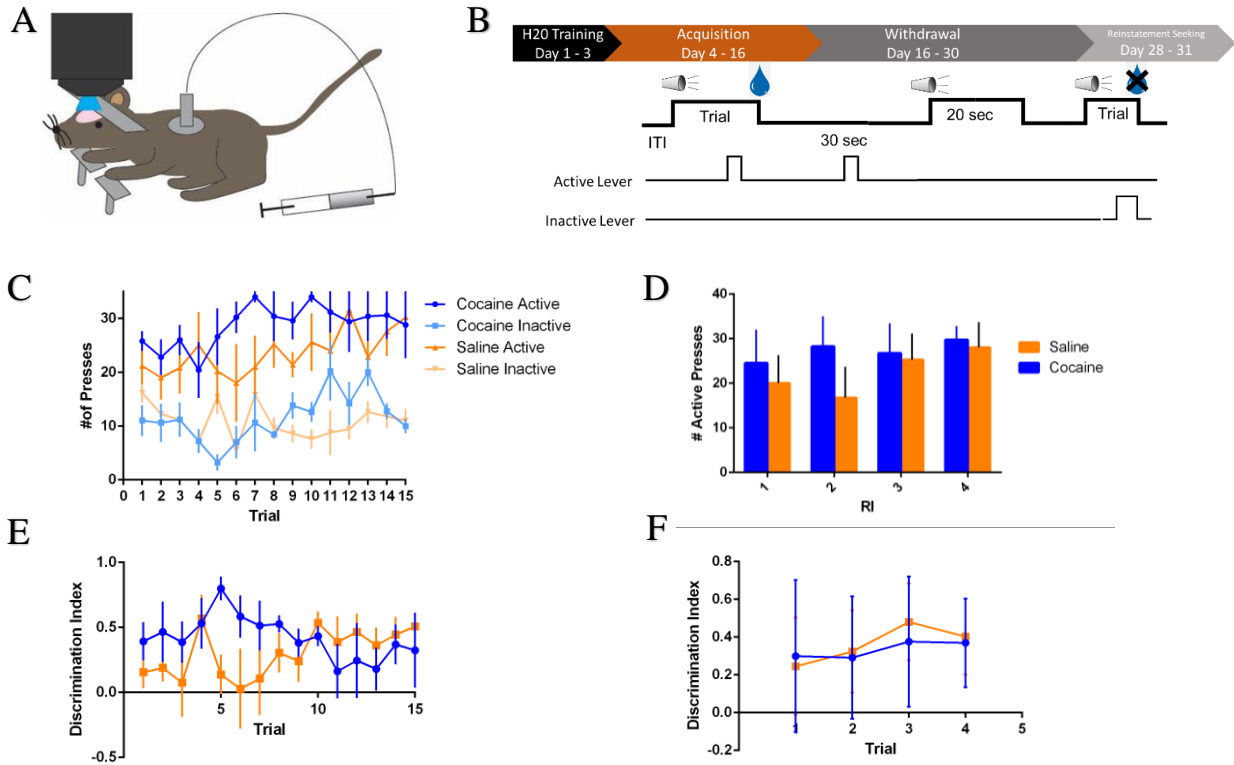 A
B
H20 Training
Day 1 - 3
Acquisition
Day 4 - 16
Withdrawal
Day 16 - 30
Reinstatement Seeking
Day 28 - 31
Trial
20 sec
Trial
ITI
30 sec
Active Lever
Inactive Lever
C
#of Presses
30
20
10
0
0 1 2 3 4 5 6 7 8 9 10 11 12 13 14 15
Trial
Cocaine Active
Cocaine Inactive
Saline Active
Saline Inactive
D
# Active Presses
40
30
20
10
0
1 2 3 4
RI
Saline
Cocaine
E
Discrimination Index
1.0
0.5
0.0
-0.5
5 10 15
Trial
F
Discrimination Index
0.8
0.6
0.4
0.2
0.0
-0.2
1 2 3 4 5
Trial